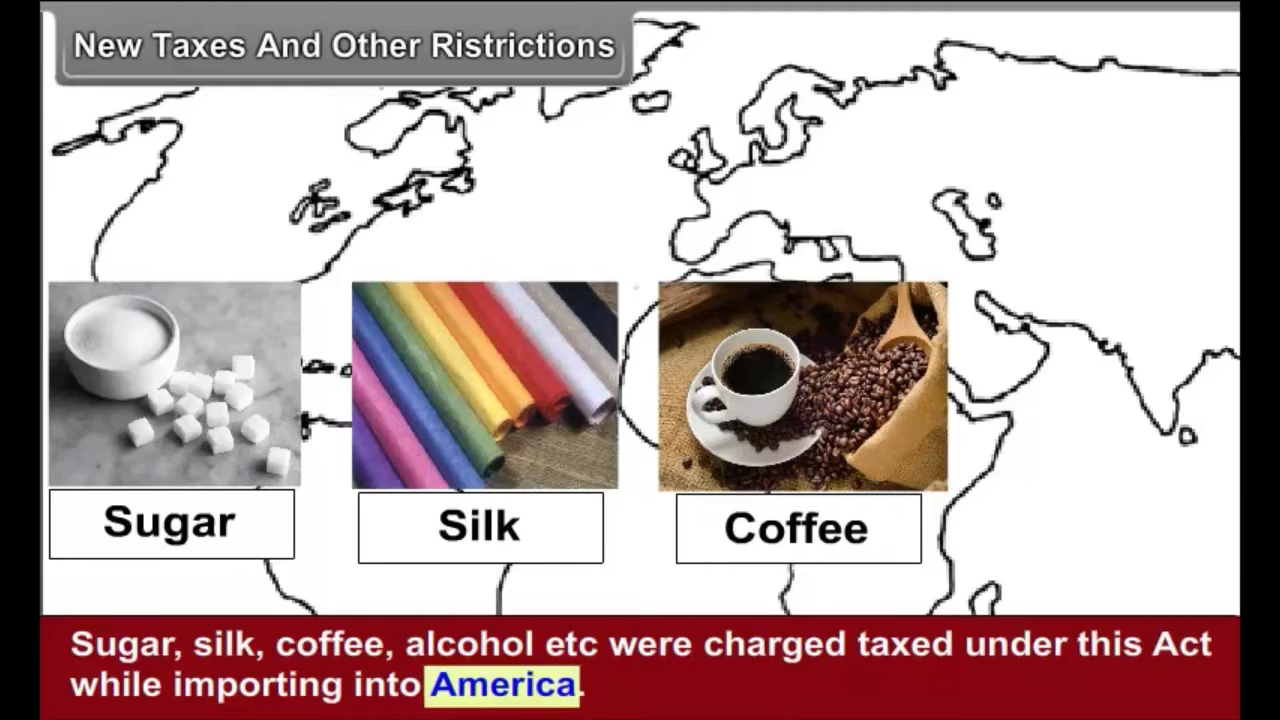 New Taxes And Other Ristrictions
Sugar
Silk
Coffee
Sugar, silk, coffee, alcohol etc were charged taxed under this Act
while importing into America.